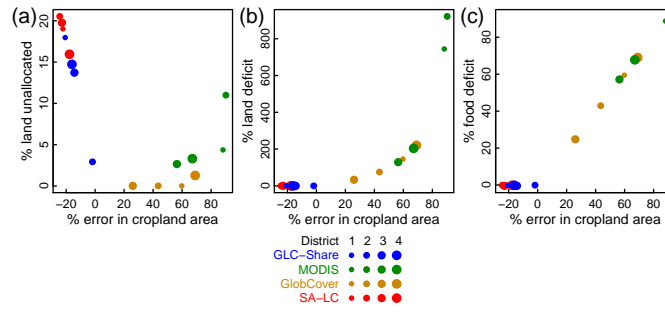 (a)
% land unallocated
0 5 10 15 20
−20 0 20 40 60 80
% error in cropland area
(b)
% land deficit
0 200 400 600 800
−20 0 20 40 60 80
% error in cropland area
(c)
% food deficit
0 20 40 60 80
−20 0 20 40 60 80
% error in cropland area
District 1 2 3 4
GLC−Share
MODIS
GlobCover
SA−LC